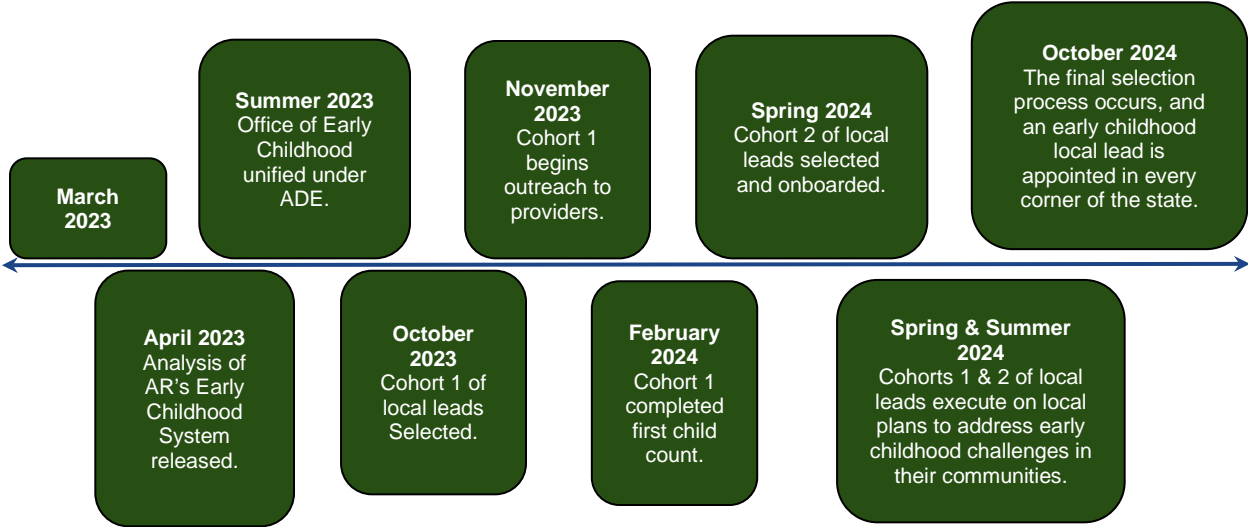 March
2023
April 2023
Analysis of
AR’s Early
Childhood
System
released.
Summer 2023
Office of Early
Childhood
unified under
ADE.
October
2023
Cohort 1 of
local leads
Selected.
November
2023
Cohort 1
begins
outreach to
providers.
February
2024
Cohort 1
completed
first child
count.
Spring 2024
Cohort 2 of local
leads selected
and onboarded.
Spring & Summer
2024
Cohorts 1 & 2 of local
leads execute on local
plans to address early
childhood challenges in
their communities.
October 2024
The final selection
process occurs, and
an early childhood
local lead is
appointed in every
corner of the state.